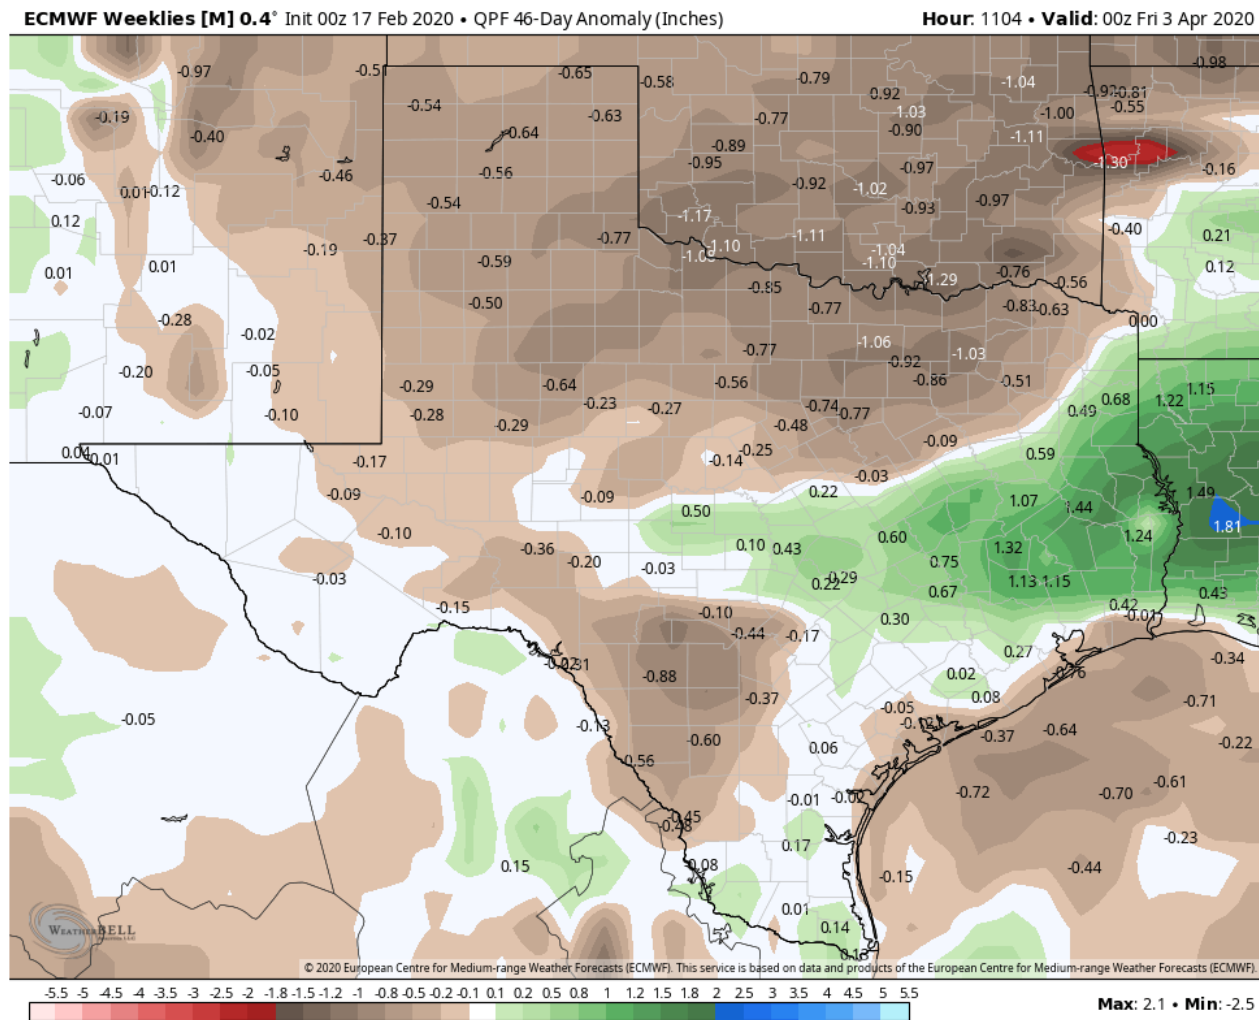 ECMWF Weeklies [M] 0.4° Init 00z 17 Feb 2020 • QPF 46-Day Anomaly (Inches) Hour: 1104 • Valid: 00z Fri 3 Apr 2020
-0.98
-0.97 -0.51 -0.65 -0.58 -0.79 -1.04
-0.54 0.92 -0.81
-0.19 -0.63 -0.77 -1.03 -1.00 -0.55
-0.40 -0.64 -0.89 -0.90 -1.11
-0.46 -0.56 -0.95 -0.97 -1.30 -0.16
-0.06 0.01 -0.12 -0.92 -1.02
0.12 -0.54 -1.17 -0.93 -0.97 -0.40
-0.19 -0.37 -0.77 -1.10 -1.11 -1.04 0.21
0.01 0.01 -0.59 -1.10 -0.76 0.12
-0.50 -0.85 -1.29 -0.56
-0.28 -0.02 -0.77 -0.83 -0.63 0.00
-0.77 -1.06 -0.92 -1.03
-0.20 -0.05 -0.29 -0.64 -0.56 -0.86 -0.51 1.15
-0.07 -0.10 -0.28 -0.23 -0.27 -0.74 -0.77 0.49 0.68 1.22
-0.29 -0.48 -0.09
0.04 0.01 -0.17 -0.14 -0.25 0.59
-0.09 -0.09 -0.03
0.50 0.22 1.07 1.44 1.49
-0.10 0.60 1.24 1.81
-0.36 0.10 0.43 1.32
-0.03 -0.20 -0.03 0.22 0.29 0.75 1.13 1.15
-0.15 -0.10 0.67 0.42 0.43
-0.44 -0.17 0.30 -0.01
-0.88 0.27 -0.34
-0.37 0.02 -0.76
-0.05 -0.13 -0.05 0.08 -0.71
-0.60 0.06 -0.37 -0.64 -0.22
-0.56 -0.01 -0.02 -0.72 -0.70 -0.61
-0.45
-0.48 0.17 -0.23
0.15 0.08 -0.15 -0.44
0.01
0.14
WEATHERBELL
© 2020 European Centre for Medium-range Weather Forecasts (ECMWF). This service is based on data and products of the European Centre for Medium-range Weather Forecasts (ECMWF).
-5.5 -5 -4.5 -4 -3.5 -3 -2.5 -2 -1.8 -1.5 -1.2 -1 -0.8 -0.5 -0.2 -0.1 0.1 0.2 0.5 0.8 1 1.2 1.5 1.8 2 2.5 3 3.5 4 4.5 5 5.5
Max: 2.1 • Min: -2.5